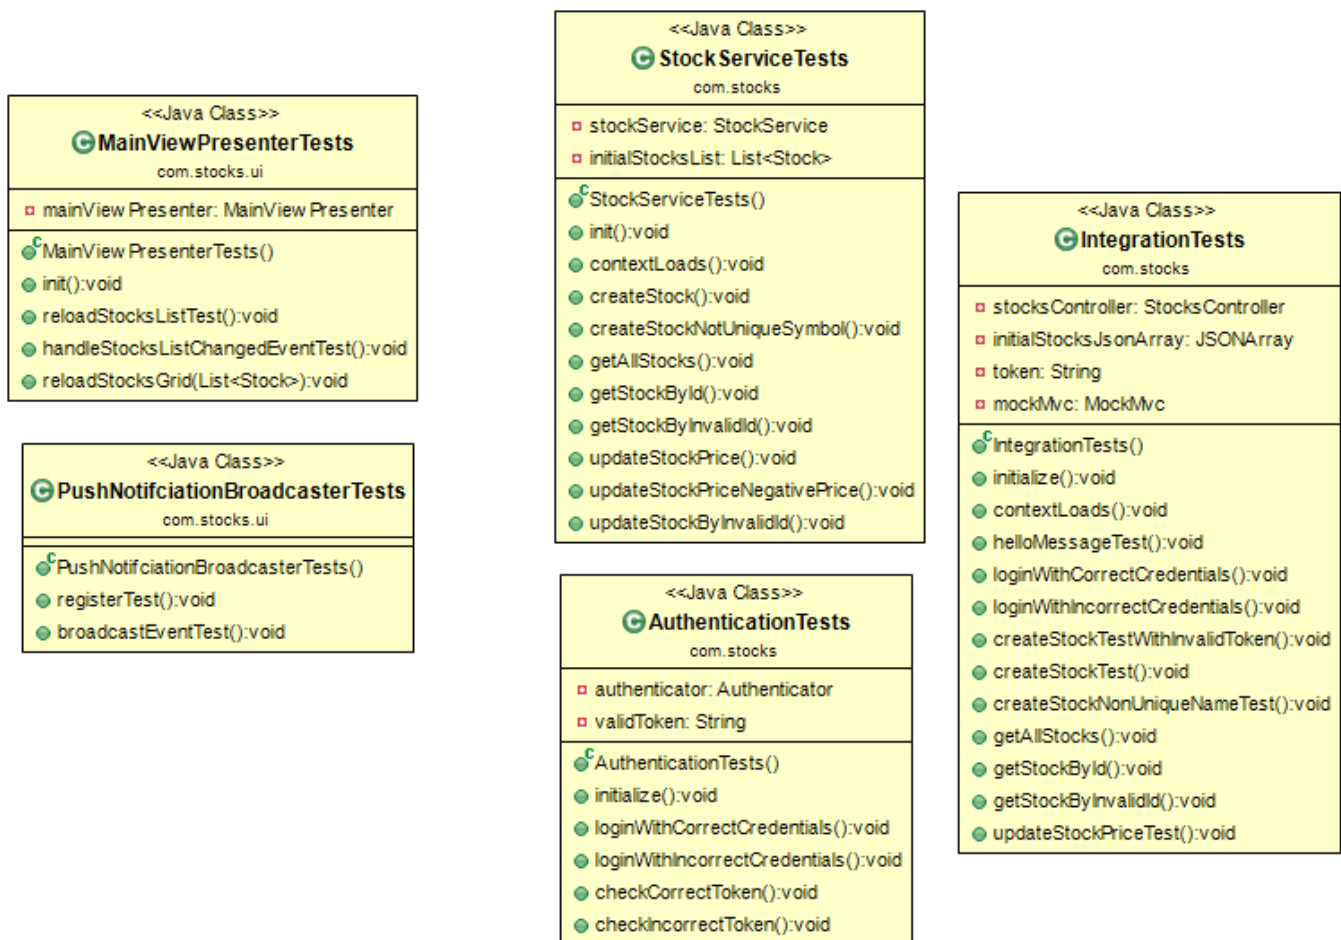 <<Java Class>>
MainViewPresenterTests
com.stocks.ui
mainViewPresenter: MainViewPresenter
MainViewPresenterTests()
init():void
reloadStocksListTest():void
handleStocksListChangedEventTest():void
reloadStocksGrid(List<Stock>):void
<<Java Class>>
PushNotifciationBroadcasterTests
com.stocks.ui
PushNotifciationBroadcasterTests()
registerTest():void
broadcastEventTest():void
<<Java Class>>
StockServiceTests
com.stocks
stockService: StockService
initialStocksList: List<Stock>
StockServiceTests()
init():void
contextLoads():void
createStock():void
createStockNotUniqueSymbol():void
getAllStocks():void
getStockById():void
getStockByInvalidId():void
updateStockPrice():void
updateStockPriceNegativePrice():void
updateStockByInvalidId():void
<<Java Class>>
AuthenticationTests
com.stocks
authenticator: Authenticator
validToken: String
AuthenticationTests()
initialize():void
loginWithCorrectCredentials():void
loginWithIncorrectCredentials():void
checkCorrectToken():void
checkIncorrectToken():void
<<Java Class>>
IntegrationTests
com.stocks
stocksController: StocksController
initialStocksJsonArray: JSONArray
token: String
mockMvc: MockMvc
IntegrationTests()
initialize():void
contextLoads():void
helloMessageTest():void
loginWithCorrectCredentials():void
loginWithIncorrectCredentials():void
createStockTestWithInvalidToken():void
createStockTest():void
createStockNonUniqueNameTest():void
getAllStocks():void
getStockById():void
getStockByInvalidId():void
updateStockPriceTest():void